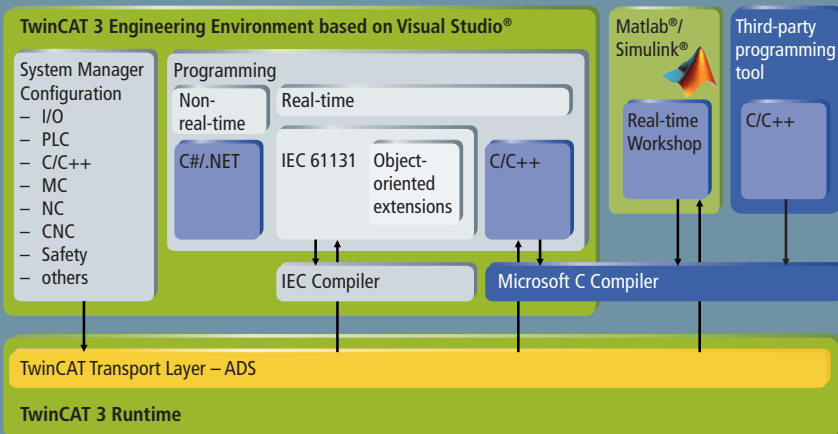 TwinCAT 3 Engineering Environment based on Visual Studio®
System Manager
Configuration
– I/O
– PLC
– C/C++
– MC
– NC
– CNC
– Safety
– others
Programming
Non-
real-time
Real-time
C#/.NET
IEC 61131
Object-
oriented
extensions
C/C++
IEC Compiler
Matlab®/
Simulink®
Real-time
Workshop
Third-party
programming
tool
C/C++
Microsoft C Compiler
TwinCAT Transport Layer – ADS
TwinCAT 3 Runtime